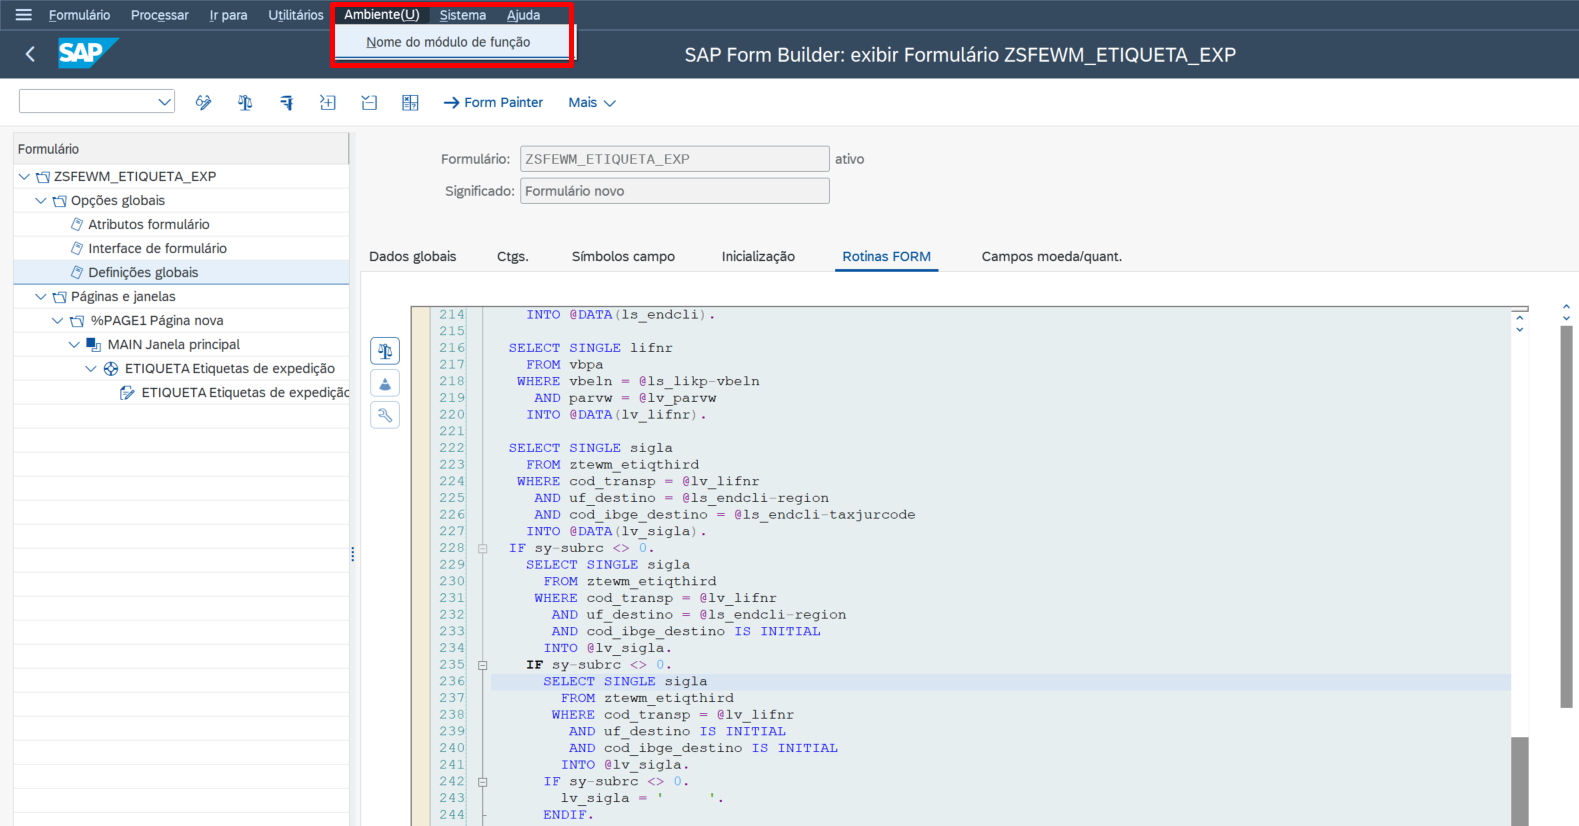 Formulário Processar Ir para Utilitários Ambiente(U) Sistema Ajuda
Nome do módulo de função
SAP
SAP Form Builder: exibir Formulário ZSFEWM_ETIQUETA_EXP
Form Painter Mais
Formulário
ZSFEWM_ETIQUETA_EXP
Opções globais
Atributos formulário
Interface de formulário
Definições globais
Páginas e janelas
%PAGE1 Página nova
MAIN Janela principal
ETIQUETA Etiquetas de expedição
ETIQUETA Etiquetas de expedição
Formulário: ZSFEWM_ETIQUETA_EXP ativo
Significado: Formulário novo
Dados globais Ctgs. Símbolos campo Inicialização Rotinas FORM Campos moeda/quant.
214 INTO @DATA(ls_endcli).
215
216 SELECT SINGLE lifnr
217 FROM vbpa
218 WHERE vbeln = @ls_likp-vbeln
219 AND parvw = @lv_parvw
220 INTO @DATA(lv_lifnr).
221
222 SELECT SINGLE sigla
223 FROM ztewm_etiqthird
224 WHERE cod_transp = @lv_lifnr
225 AND uf_destino = @ls_endcli-region
226 AND cod_ibge_destino = @ls_endcli-taxjurcode
227 INTO @DATA(lv_sigla).
228 IF sy-subrc <> 0.
229 SELECT SINGLE sigla
230 FROM ztewm_etiqthird
231 WHERE cod_transp = @lv_lifnr
232 AND uf_destino = @ls_endcli-region
233 AND cod_ibge_destino IS INITIAL
234 INTO @lv_sigla.
235 IF sy-subrc <> 0.
236 SELECT SINGLE sigla
237 FROM ztewm_etiqthird
238 WHERE cod_transp = @lv_lifnr
239 AND uf_destino IS INITIAL
240 AND cod_ibge_destino IS INITIAL
241 INTO @lv_sigla.
242 IF sy-subrc <> 0.
243 lv_sigla = '     '.
244 ENDIF.